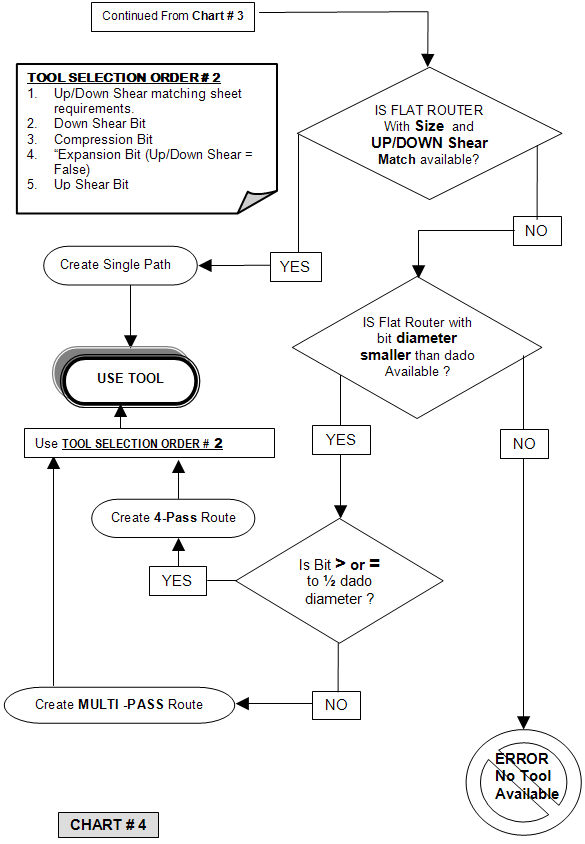 Continued From Chart # 3
TOOL SELECTION ORDER # 2
1. Up/Down Shear matching sheet
requirements.
2. Down Shear Bit
3. Compression Bit
4. “Expansion Bit (Up/Down Shear =
False)
5. Up Shear Bit
IS FLAT ROUTER
With Size and
UP/DOWN Shear
Match available?
NO
YES
Create Single Path
IS Flat Router with
bit diameter
smaller than dado
Available ?
USE TOOL
Use TOOL SELECTION ORDER # 2
YES
NO
Create 4-Pass Route
Is Bit > or =
to ½ dado
diameter ?
YES
NO
Create MULTI -PASS Route
ERROR
No Tool
Available
CHART # 4